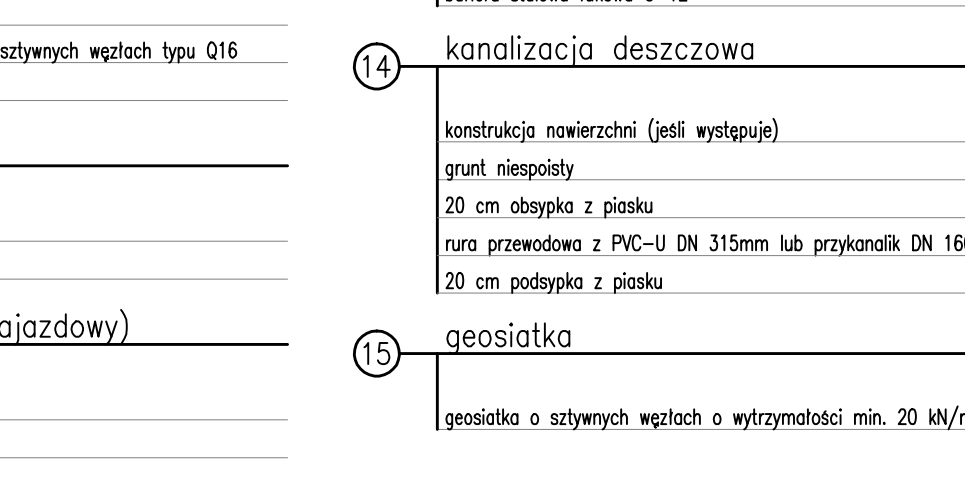 sztywnych węzłach typu Q16
ajazdowy)
14
kanalizacja deszczowa
konstrukcja nawierzchni (jeśli występuje)
grunt niespoisty
20 cm obsypka z piasku
rura przewodowa z PVC-U DN 315mm lub przykanalik DN 16
20 cm podsypka z piasku
15
geosiatka
geosiatka o sztywnych węzłach o wytrzymałości min. 20 kN/